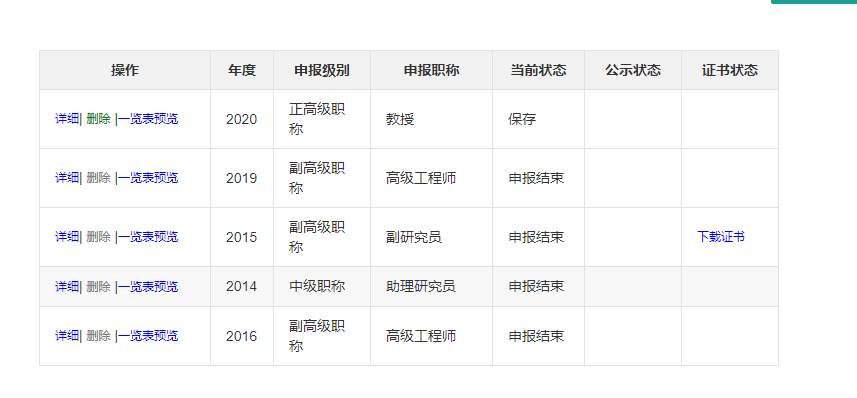 操作 年度 申报级别 申报职称 当前状态 公示状态 证书状态
详细| 删除 |一览表预览 2020 正高级职称 教授 保存
详细| 删除 |一览表预览 2019 副高级职称 高级工程师 申报结束
详细| 删除 |一览表预览 2015 副高级职称 副研究员 申报结束 下载证书
详细| 删除 |一览表预览 2014 中级职称 助理研究员 申报结束
详细| 删除 |一览表预览 2016 副高级职称 高级工程师 申报结束